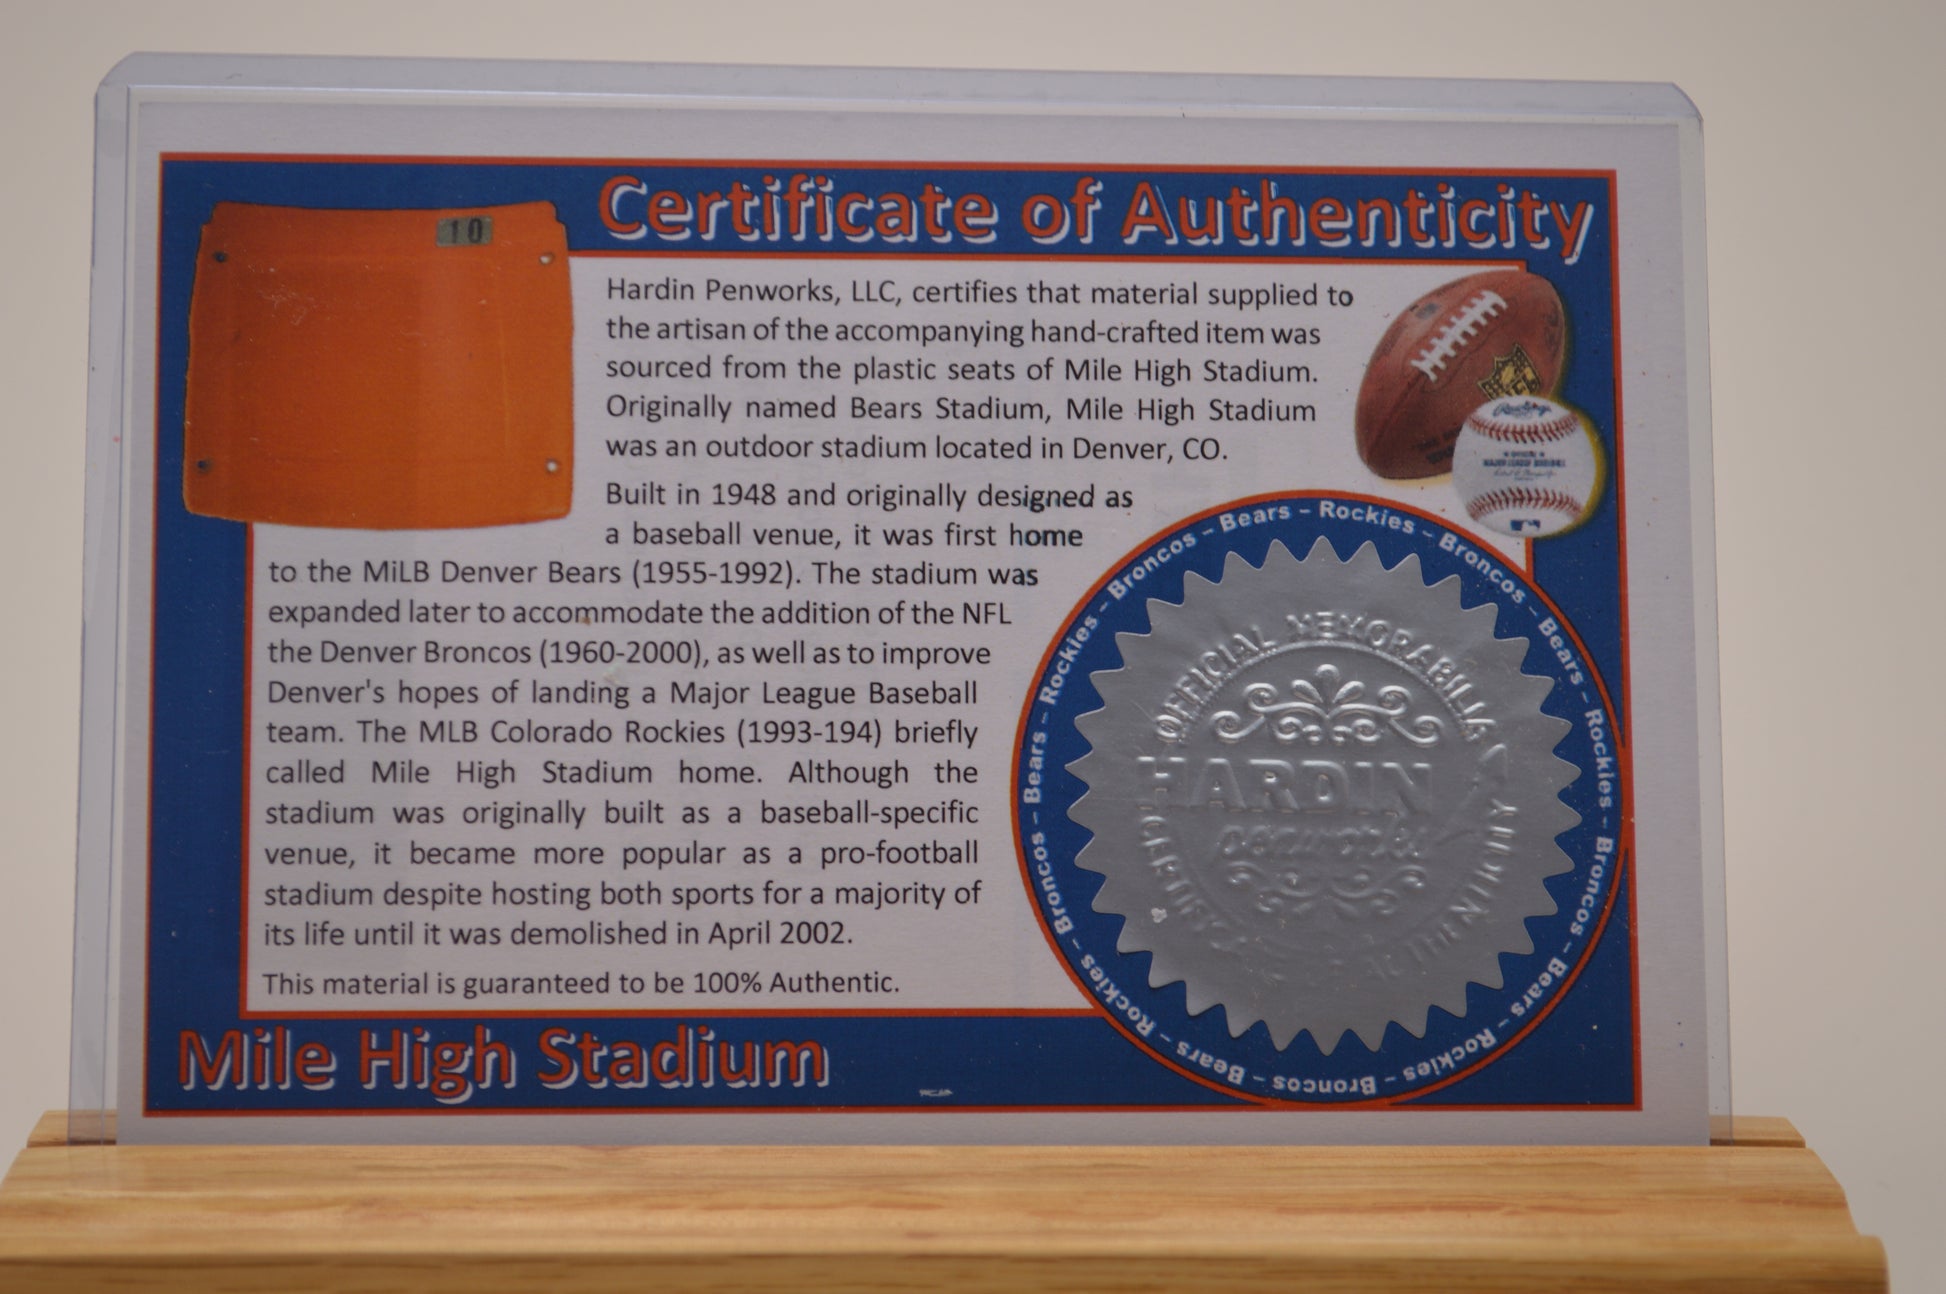 Certificate of Authenticity
10
Hardin Penworks, LLC, certifies that material supplied to
the artisan of the accompanying hand-crafted item was
sourced from the plastic seats of Mile High Stadium.
Originally named Bears Stadium, Mile High Stadium
was an outdoor stadium located in Denver, CO.
Built in 1948 and originally designed as
a baseball venue, it was first home
to the MiLB Denver Bears (1955-1992). The stadium was
expanded later to accommodate the addition of the NFL
the Denver Broncos (1960-2000), as well as to improve
Denver's hopes of landing a Major League Baseball
team. The MLB Colorado Rockies (1993-194) briefly
called Mile High Stadium home. Although the
stadium was originally built as a baseball-specific
venue, it became more popular as a pro-football
stadium despite hosting both sports for a majority of
its life until it was demolished in April 2002.
This material is guaranteed to be 100% Authentic.
Rawlings
Bears – Rockies – Broncos – Bears – Rockies – Broncos – Bears – Rockies – Broncos – Bears – Rockies – Broncos – Bears – Rockies – Broncos –
OFFICIAL MEMORABILIA
HARDIN
penworks
AUTHENTICITY
Mile High Stadium